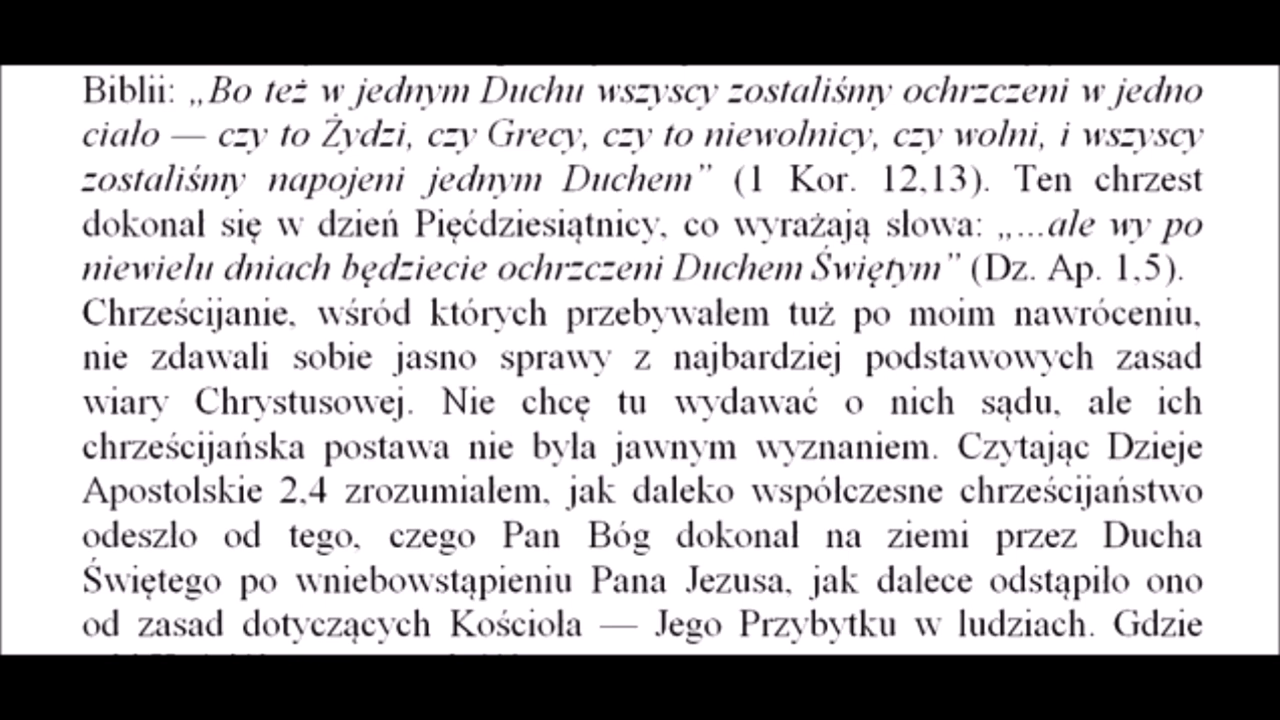 Biblii: „Bo też w jednym Duchu wszyscy zostaliśmy ochrzczeni w jedno
ciało — czy to Żydzi, czy Grecy, czy to niewolnicy, czy wolni, i wszyscy
zostaliśmy napojeni jednym Duchem” (1 Kor. 12,13). Ten chrzest
dokonał się w dzień Pięćdziesiątnicy, co wyrażają słowa: „...ale wy po
niewielu dniach będziecie ochrzczeni Duchem Świętym” (Dz. Ap. 1,5).
Chrześcijanie, wśród których przebywałem tuż po moim nawróceniu,
nie zdawali sobie jasno sprawy z najbardziej podstawowych zasad
wiary Chrystusowej. Nie chcę tu wydawać o nich sądu, ale ich
chrześcijańska postawa nie była jawnym wyznaniem. Czytając Dzieje
Apostolskie 2,4 zrozumiałem, jak daleko współczesne chrześcijaństwo
odeszło od tego, czego Pan Bóg dokonał na ziemi przez Ducha
Świętego po wniebowstąpieniu Pana Jezusa, jak dalece odstąpiło ono
od zasad dotyczących Kościoła — Jego Przybytku w ludziach. Gdzie